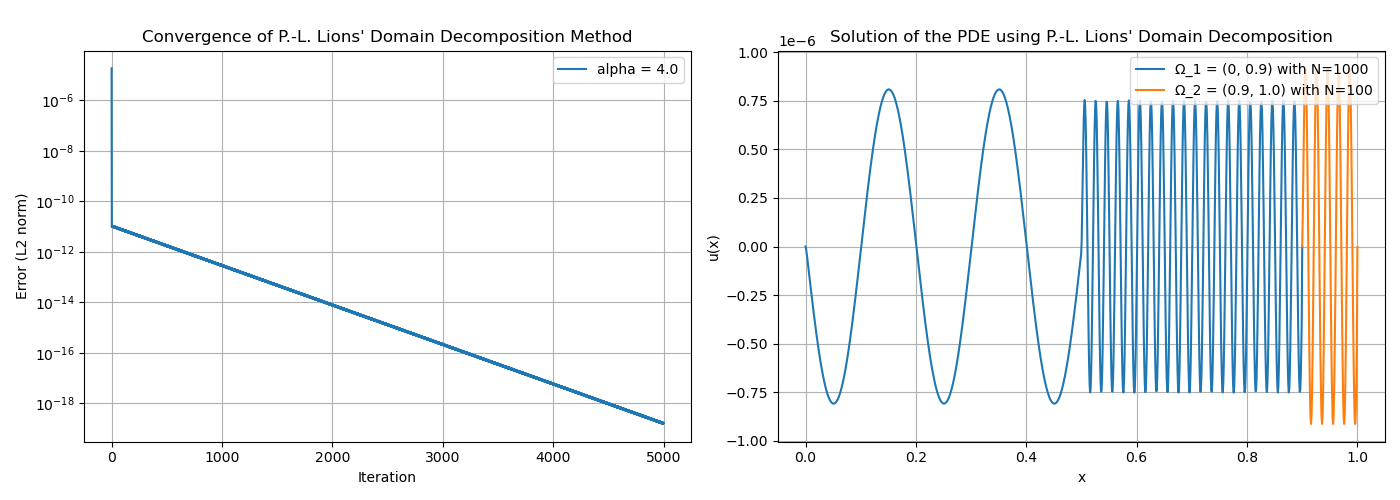 Convergence of P.-L. Lions' Domain Decomposition Method
alpha = 4.0
10^-6
10^-8
10^-10
10^-12
10^-14
10^-16
10^-18
Error (L2 norm)
0 1000 2000 3000 4000 5000
Iteration
1e-6
Solution of the PDE using P.-L. Lions' Domain Decomposition
Ω_1 = (0, 0.9) with N=1000
Ω_2 = (0.9, 1.0) with N=100
1.00
0.75
0.50
0.25
0.00
−0.25
−0.50
−0.75
−1.00
u(x)
0.0 0.2 0.4 0.6 0.8 1.0
x